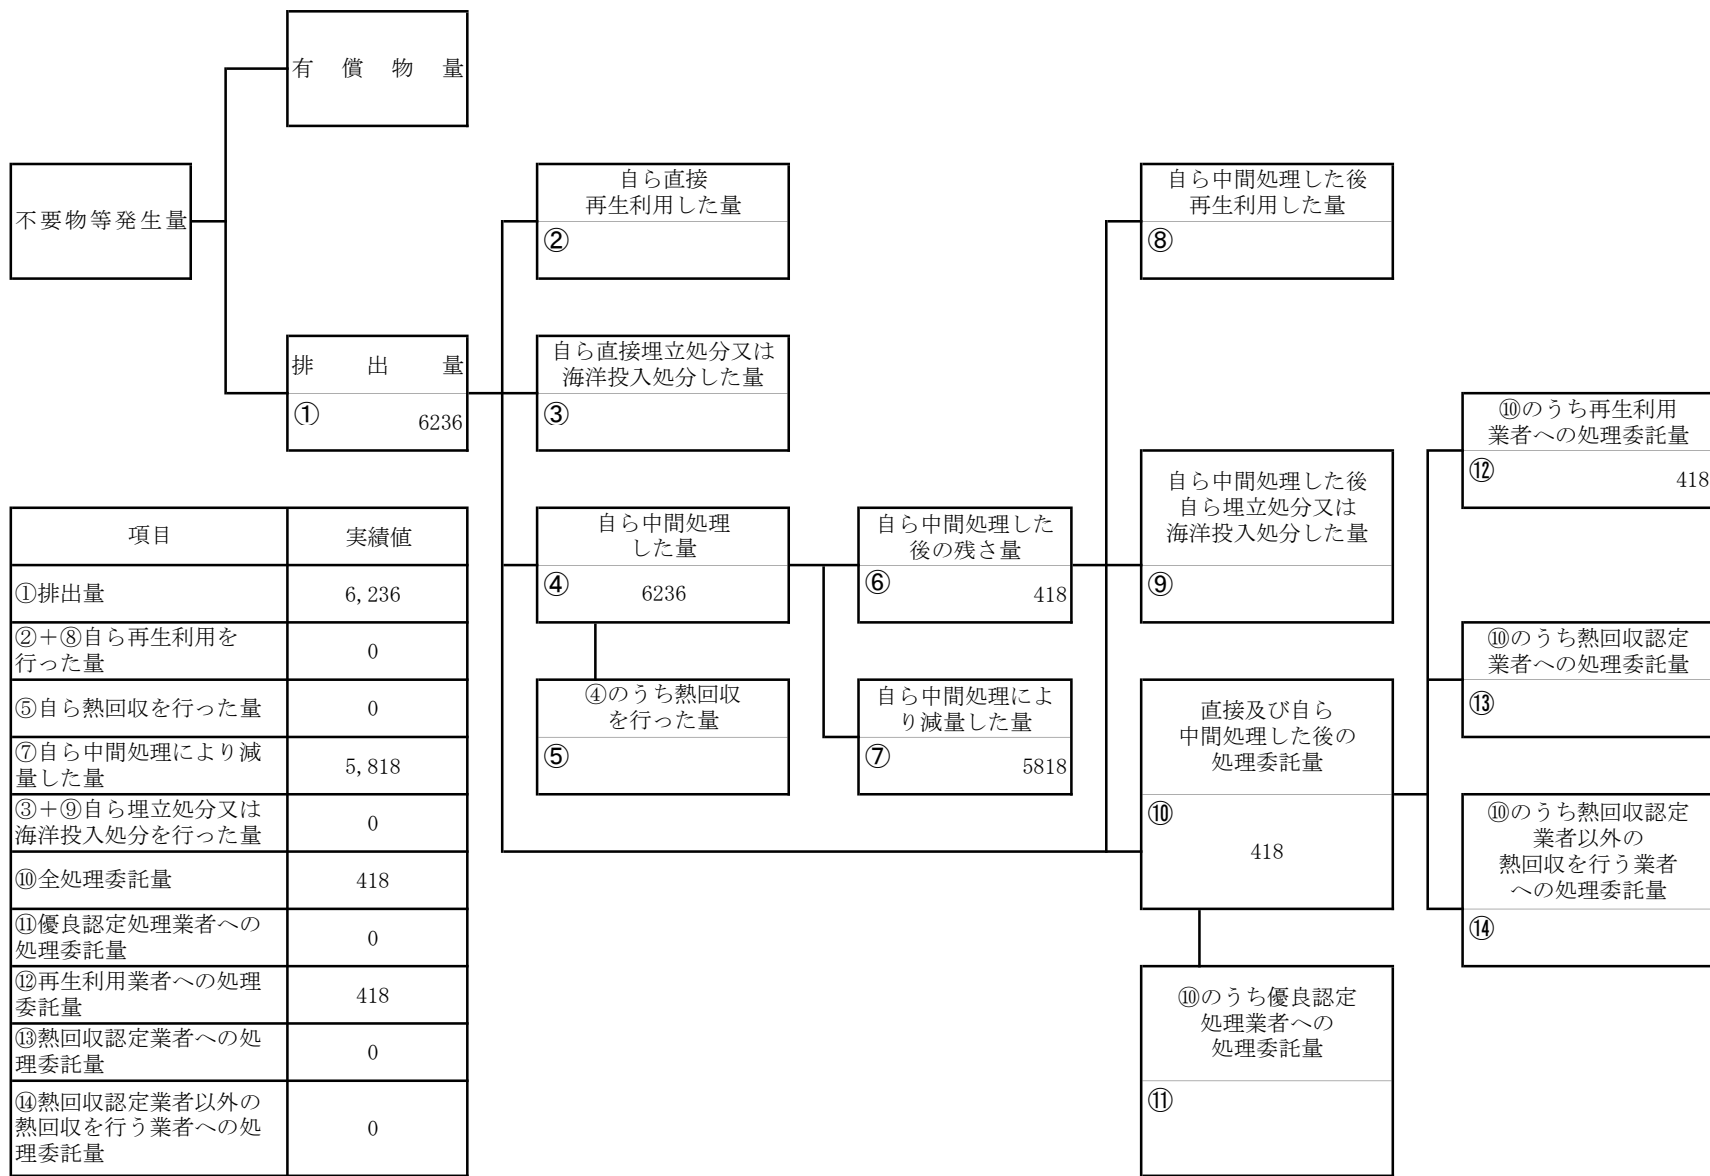 有償物量
不要物等発生量
排出量
①
6236
自ら直接
再生利用した量
②
自ら直接埋立処分又は
海洋投入処分した量
③
自ら中間処理
した量
④
6236
④のうち熱回収
を行った量
⑤
自ら中間処理した
後の残さ量
⑥
418
自ら中間処理によ
り減量した量
⑦
5818
自ら中間処理した後
再生利用した量
⑧
自ら中間処理した後
自ら埋立処分又は
海洋投入処分した量
⑨
直接及び自ら
中間処理した後の
処理委託量
⑩
418
⑩のうち優良認定
処理業者への
処理委託量
⑪
⑩のうち再生利用
業者への処理委託量
⑫
418
⑩のうち熱回収認定
業者への処理委託量
⑬
⑩のうち熱回収認定
業者以外の
熱回収を行う業者
への処理委託量
⑭
項目 実績値
①排出量 6,236
②+⑧自ら再生利用を
行った量 0
⑤自ら熱回収を行った量 0
⑦自ら中間処理により減
量した量 5,818
③+⑨自ら埋立処分又は
海洋投入処分を行った量 0
⑩全処理委託量 418
⑪優良認定処理業者への
処理委託量 0
⑫再生利用業者への処理
委託量 418
⑬熱回収認定業者への処
理委託量 0
⑭熱回収認定業者以外の
熱回収を行う業者への処
理委託量 0